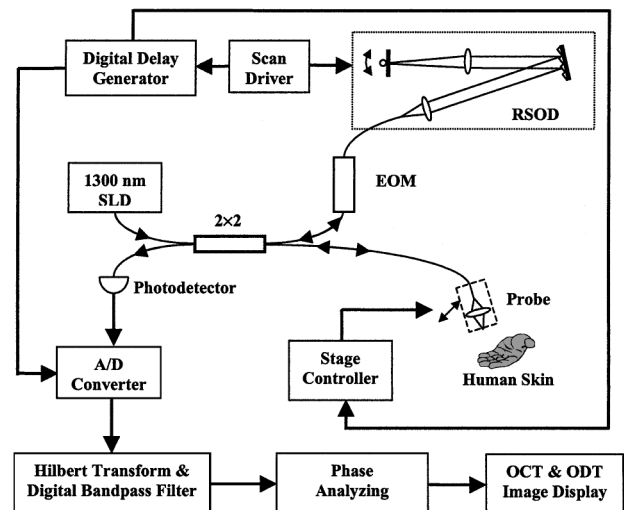 Digital Delay
Generator
Scan
Driver
RSOD
1300 nm
SLD
EOM
2×2
Photodetector
Probe
A/D
Converter
Stage
Controller
Human Skin
Hilbert Transform &
Digital Bandpass Filter
Phase
Analyzing
OCT & ODT
Image Display